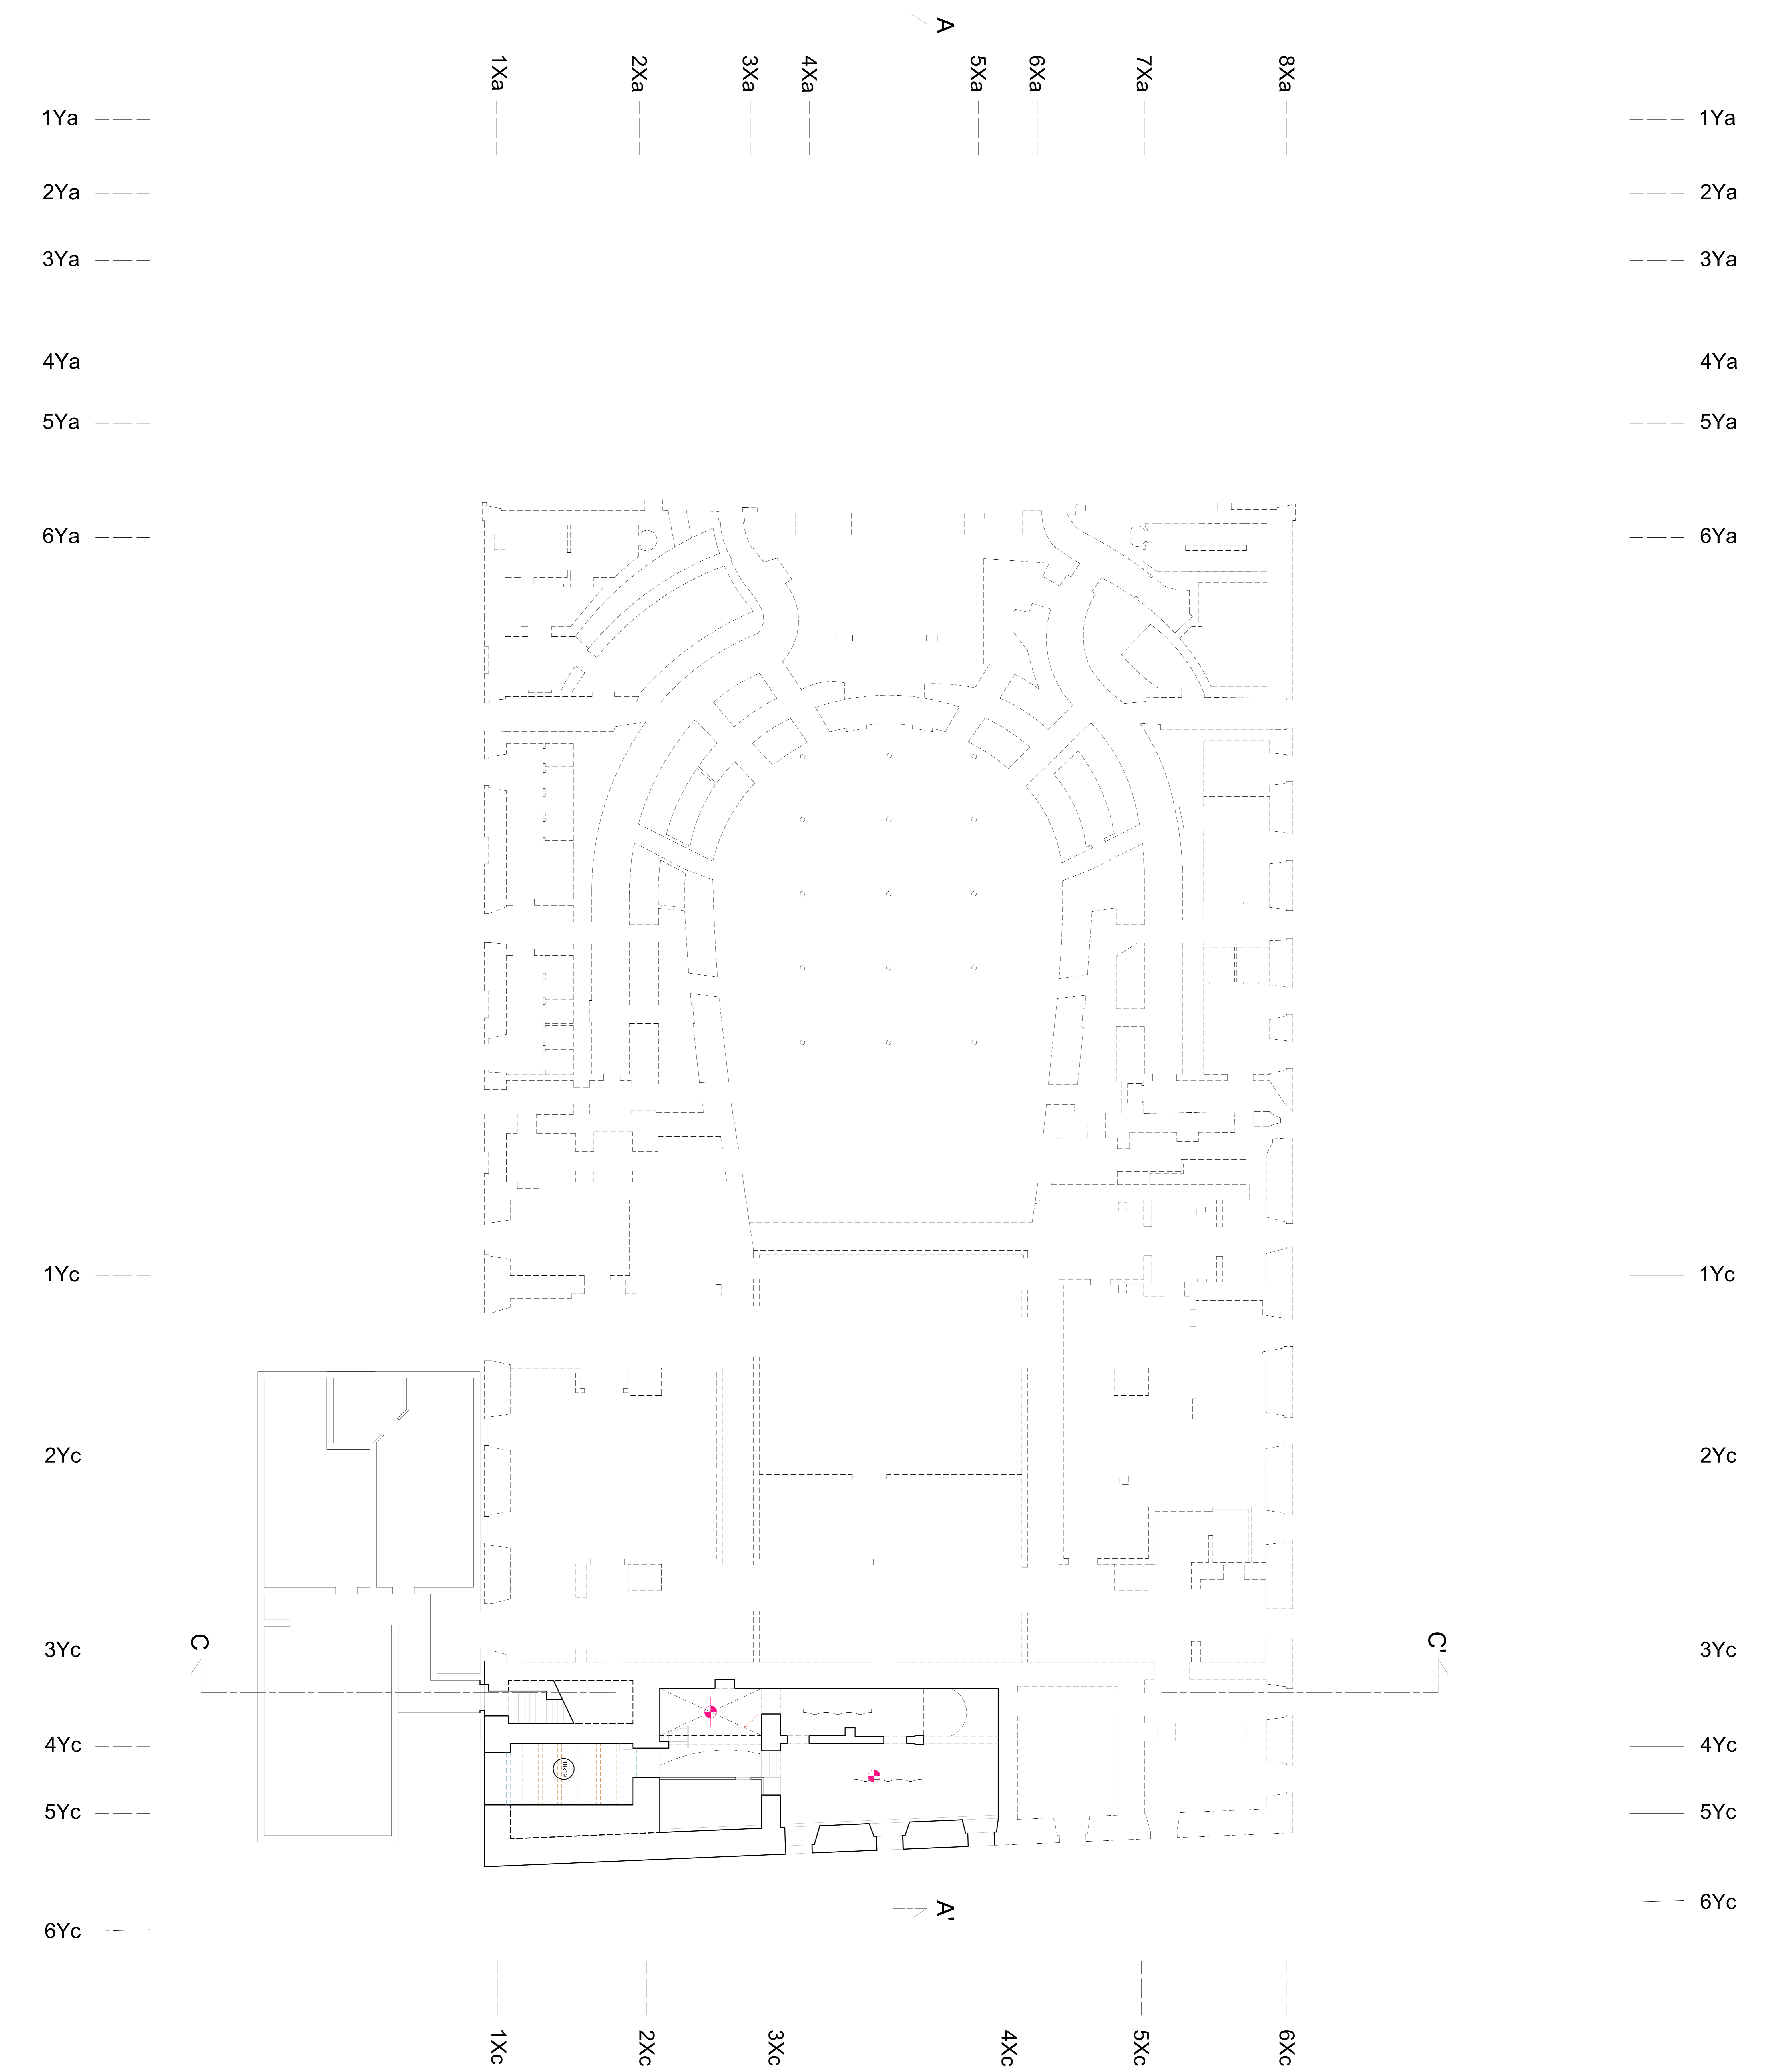 A
1Xa 2Xa 3Xa 4Xa 5Xa 6Xa 7Xa 8Xa
1Ya 1Ya
2Ya 2Ya
3Ya 3Ya
4Ya 4Ya
5Ya 5Ya
6Ya 6Ya
1Yc 1Yc
2Yc 2Yc
C C'
3Yc 3Yc
4Yc 4Yc
18x19
5Yc 5Yc
A' 6Yc
6Yc
1Xc 2Xc 3Xc 4Xc 5Xc 6Xc